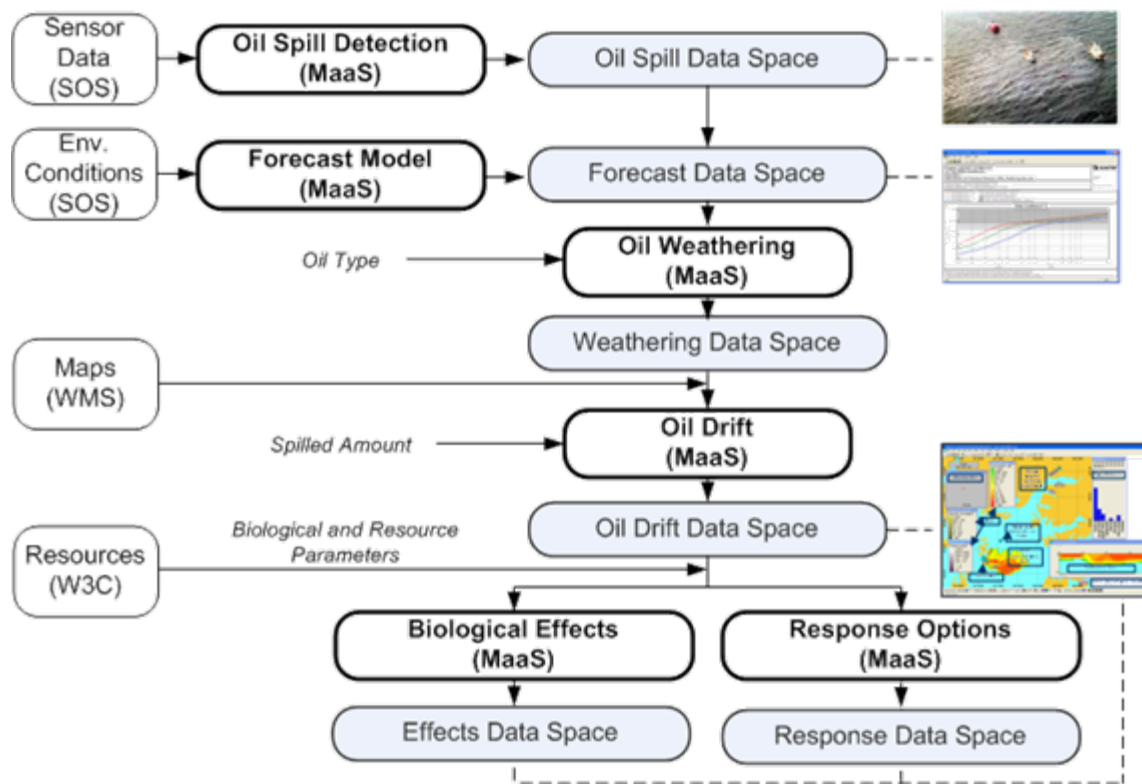 Sensor
Data
(SOS)
Oil Spill Detection
(MaaS)
Oil Spill Data Space
Env.
Conditions
(SOS)
Forecast Model
(MaaS)
Forecast Data Space
Oil Type
Oil Weathering
(MaaS)
Weathering Data Space
Maps
(WMS)
Spilled Amount
Oil Drift
(MaaS)
Oil Drift Data Space
Biological and Resource
Parameters
Resources
(W3C)
Biological Effects
(MaaS)
Response Options
(MaaS)
Effects Data Space
Response Data Space